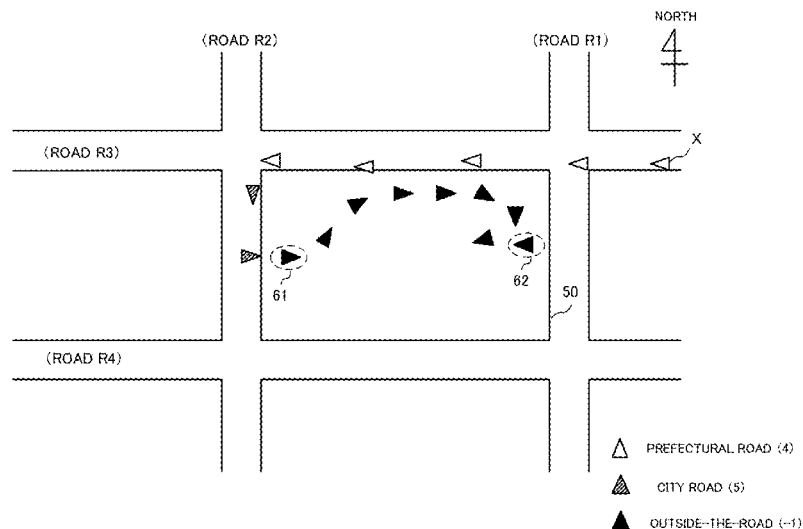 NORTH
(ROAD R2)
(ROAD R1)
X
(ROAD R3)
61
62
50
(ROAD R4)
PREFECTURAL ROAD (4)
CITY ROAD (5)
OUTSIDE-THE-ROAD (-1)